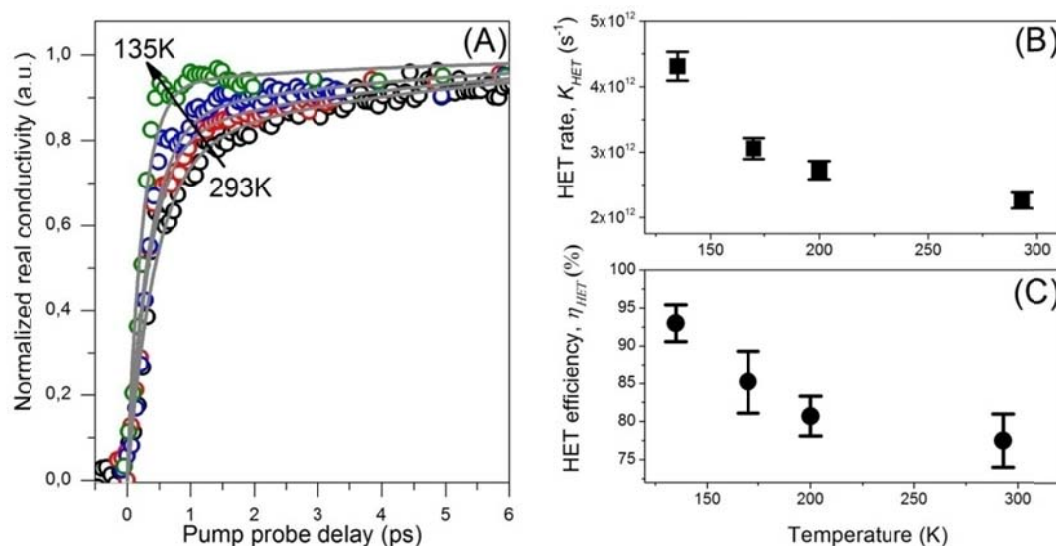 (A)
135K
293K
Normalized real conductivity (a.u.)
1,0
0,8
0,6
0,4
0,2
0,0
0 1 2 3 4 5 6
Pump probe delay (ps)
(B)
HET rate, K_HET (s⁻¹)
5x10¹²
4x10¹²
3x10¹²
2x10¹²
150 200 250 300
(C)
HET efficiency, η_HET (%)
100
95
90
85
80
75
150 200 250 300
Temperature (K)